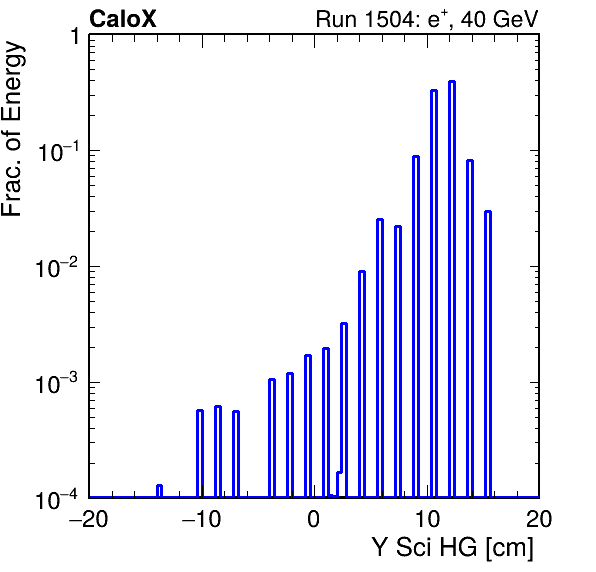 CaloX Run 1504: e⁺, 40 GeV
Frac. of Energy
1
10⁻¹
10⁻²
10⁻³
10⁻⁴
−20 −10 0 10 20
Y Sci HG [cm]